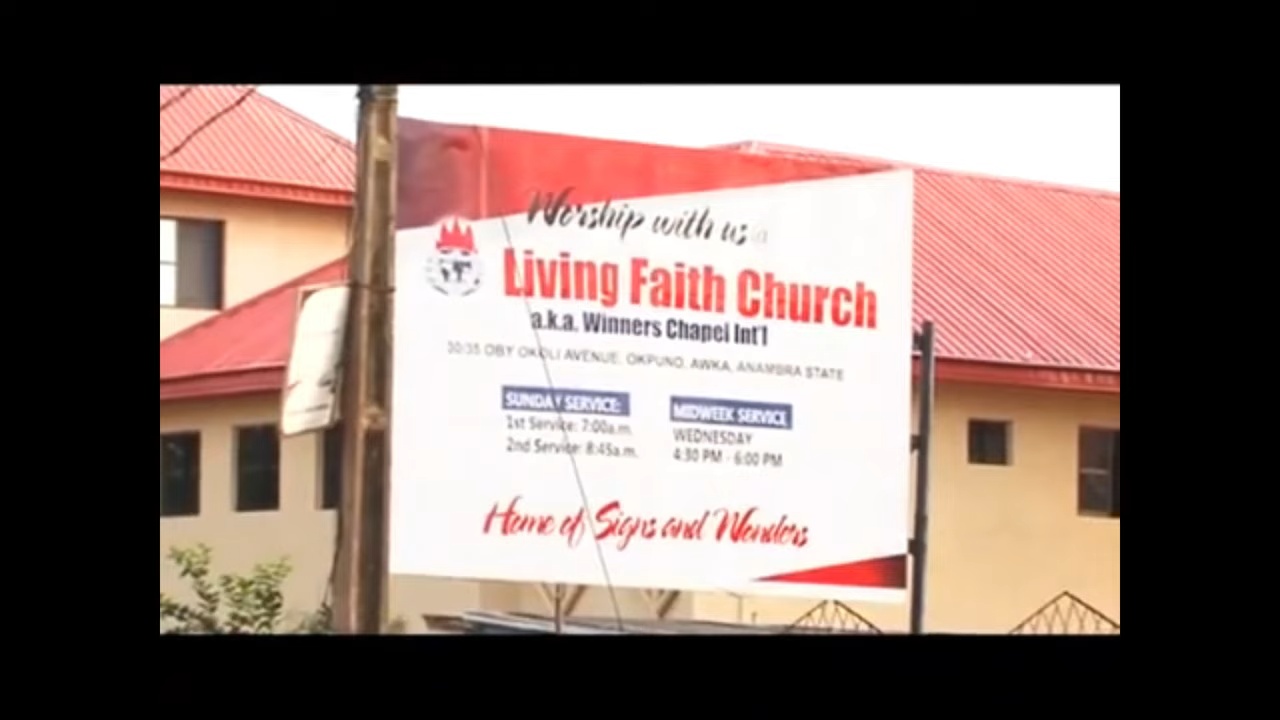 Worship with us @
Living Faith Church
a.k.a. Winners Chapel Int'l
30/35 OBY OKOLI AVENUE, OKPUNO, AWKA, ANAMBRA STATE
SUNDAY SERVICE:
1st Service: 7:00a.m.
2nd Service: 8:45a.m.
MIDWEEK SERVICE
WEDNESDAY
4:30 PM - 6:00 PM
Home of Signs and Wonders